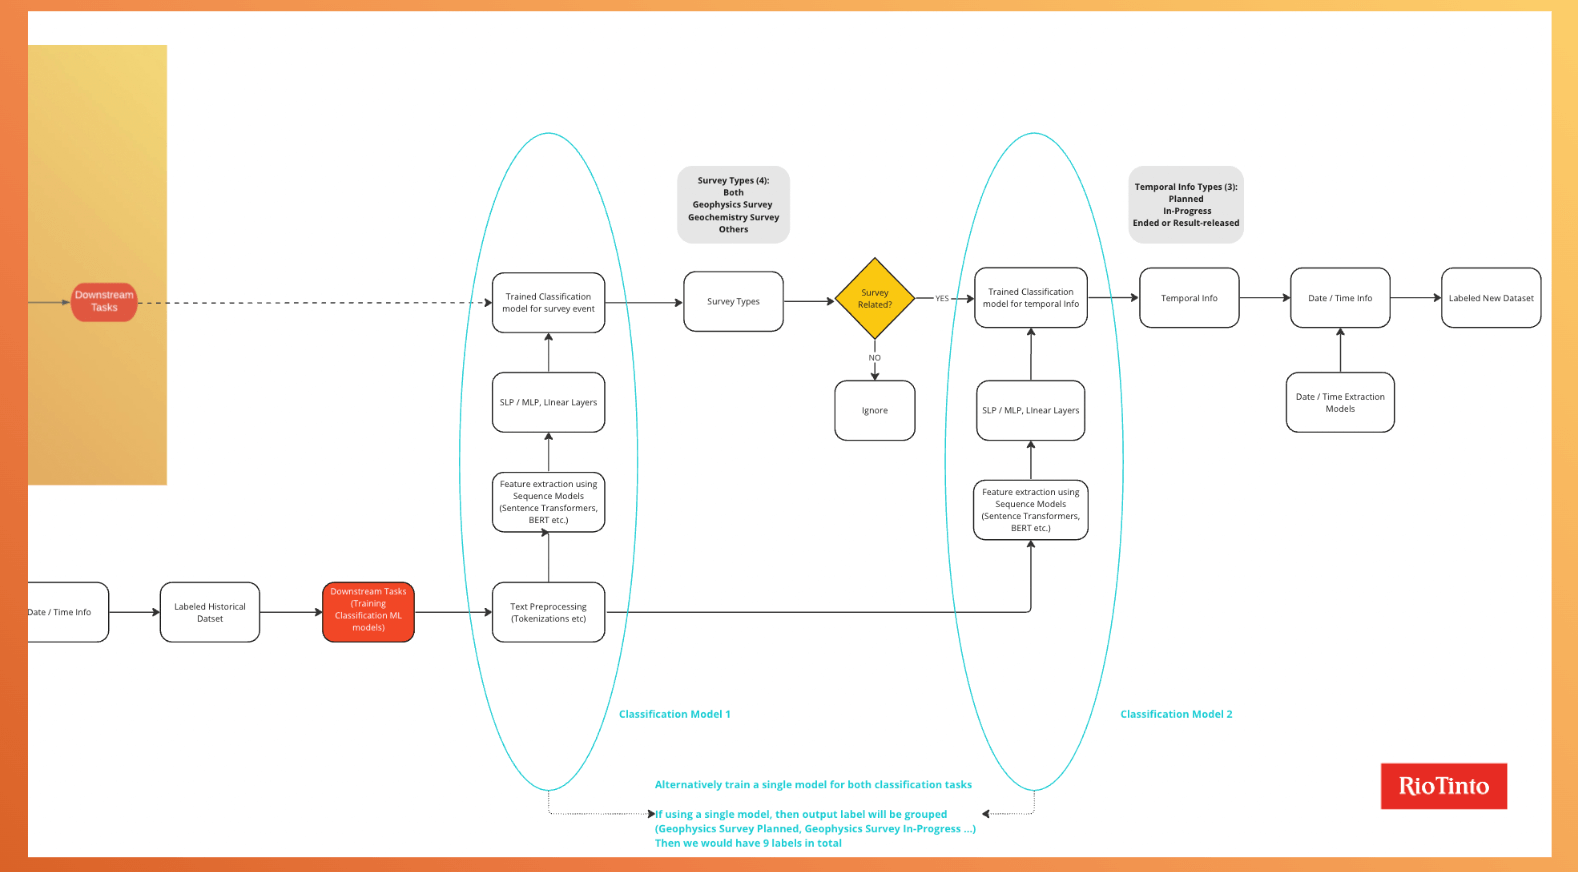 Survey Types (4):
Both
Geophysics Survey
Geochemistry Survey
Others
Temporal Info Types (3):
Planned
In-Progress
Ended or Result-released
Downstream
Tasks
Trained Classification
model for survey event
Survey Types
Survey
Related?
YES
NO
Ignore
Trained Classification
model for temporal Info
Temporal Info
Date / Time Info
Labeled New Dataset
SLP / MLP, LInear Layers
SLP / MLP, LInear Layers
Date / Time Extraction
Models
Feature extraction using
Sequence Models
(Sentence Transformers,
BERT etc.)
Feature extraction using
Sequence Models
(Sentence Transformers,
BERT etc.)
Date / Time Info
Labeled Historical
Datset
Downstream Tasks
(Training
Classification ML
models)
Text Preprocessing
(Tokenizations etc)
Classification Model 1
Classification Model 2
Alternatively train a single model for both classification tasks
If using a single model, then output label will be grouped
(Geophysics Survey Planned, Geophysics Survey In-Progress ...)
Then we would have 9 labels in total
RioTinto